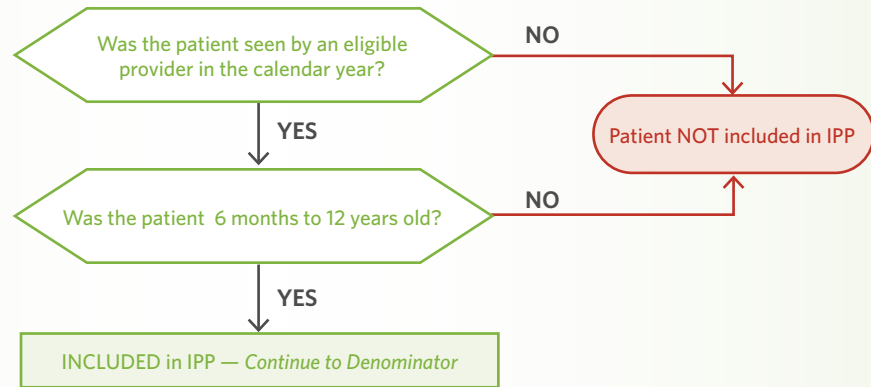 Was the patient seen by an eligible
provider in the calendar year?
NO
YES
Patient NOT included in IPP
Was the patient 6 months to 12 years old?
NO
YES
INCLUDED in IPP — Continue to Denominator